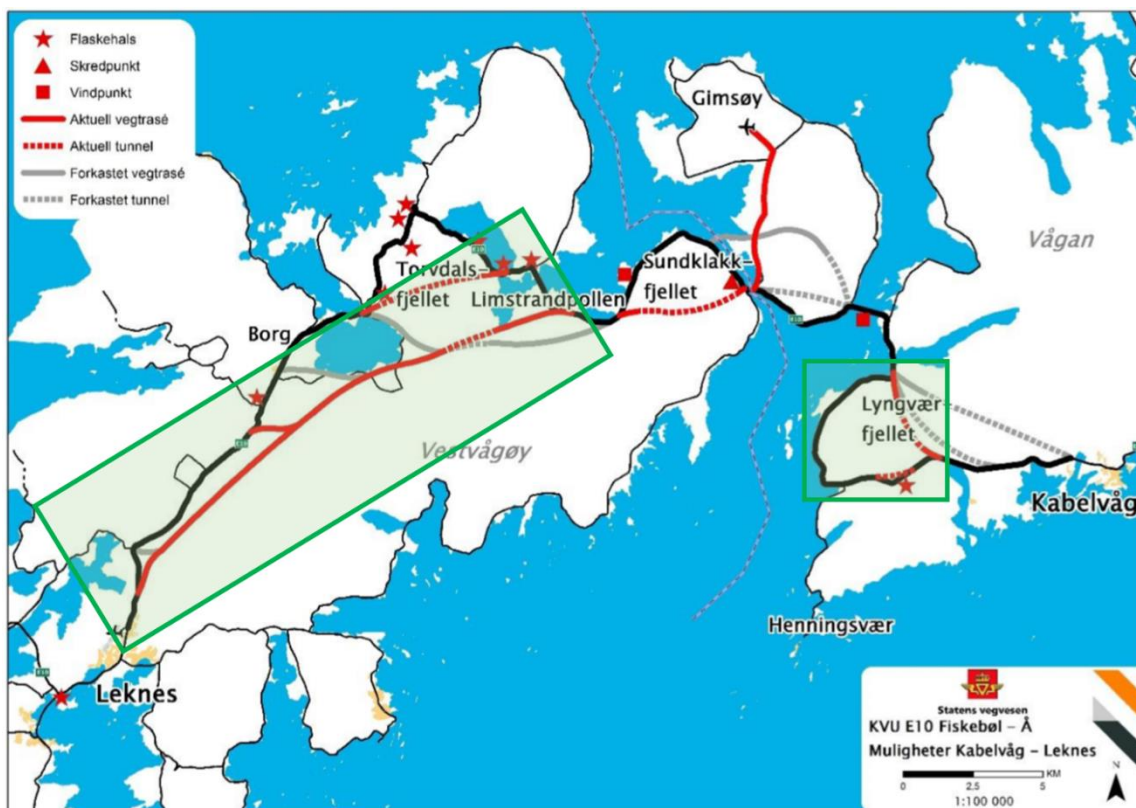 Flaskehals
Skredpunkt
Vindpunkt
Aktuell vegtrasé
Aktuell tunnel
Forkastet vegtrasé
Forkastet tunnel
Gimsøy
Vågan
Torvdals-
fjellet
Limstrandpollen
Sundklakk-
fjellet
Borg
Vestvågøy
Lyngvær-
fjellet
Kabelvåg
Henningsvær
Leknes
Statens vegvesen
KVU E10 Fiskebøl – Å
Muligheter Kabelvåg – Leknes
N
0 2.5 5 KM
1:100 000